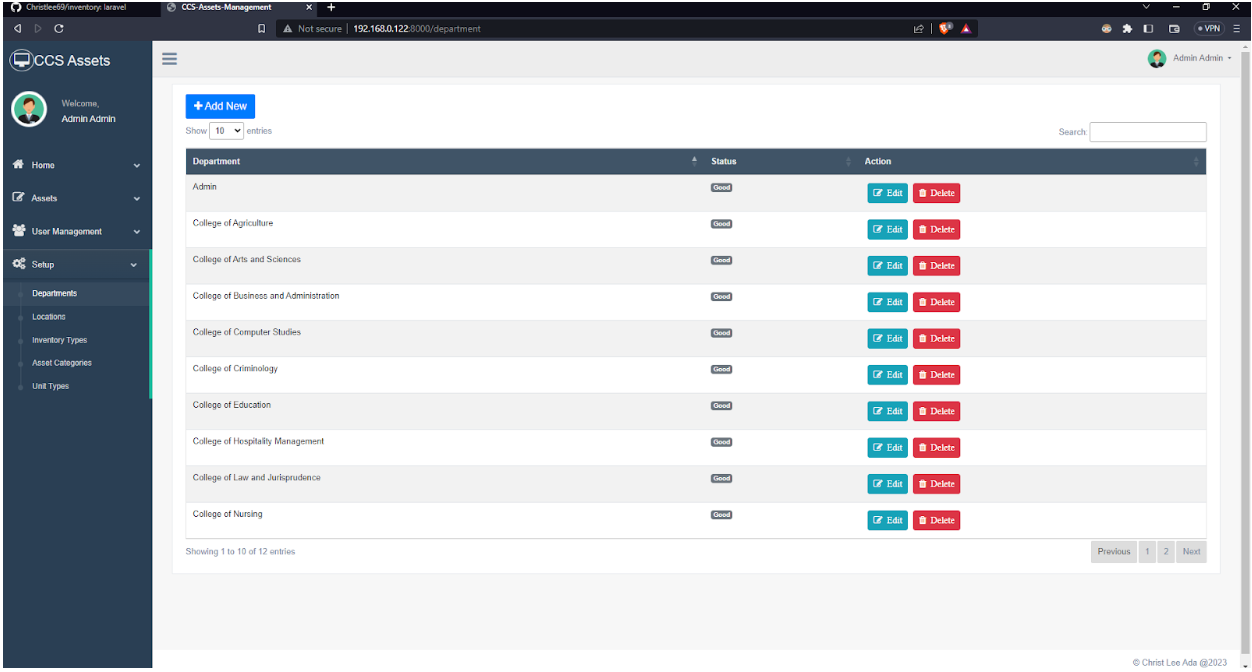 Christlee69/inventory: laravel
CCS-Assets-Management
Not secure 192.168.0.122:8000/department
VPN
CCS Assets
Admin Admin
Welcome,
Admin Admin
Home
Assets
User Management
Setup
Departments
Locations
Inventory Types
Asset Categories
Unit Types
Add New
Show 10 entries
Search:
Department Status Action
Admin Good Edit Delete
College of Agriculture Good Edit Delete
College of Arts and Sciences Good Edit Delete
College of Business and Administration Good Edit Delete
College of Computer Studies Good Edit Delete
College of Criminology Good Edit Delete
College of Education Good Edit Delete
College of Hospitality Management Good Edit Delete
College of Law and Jurisprudence Good Edit Delete
College of Nursing Good Edit Delete
Showing 1 to 10 of 12 entries
Previous 1 2 Next
© Christ Lee Ada @2023